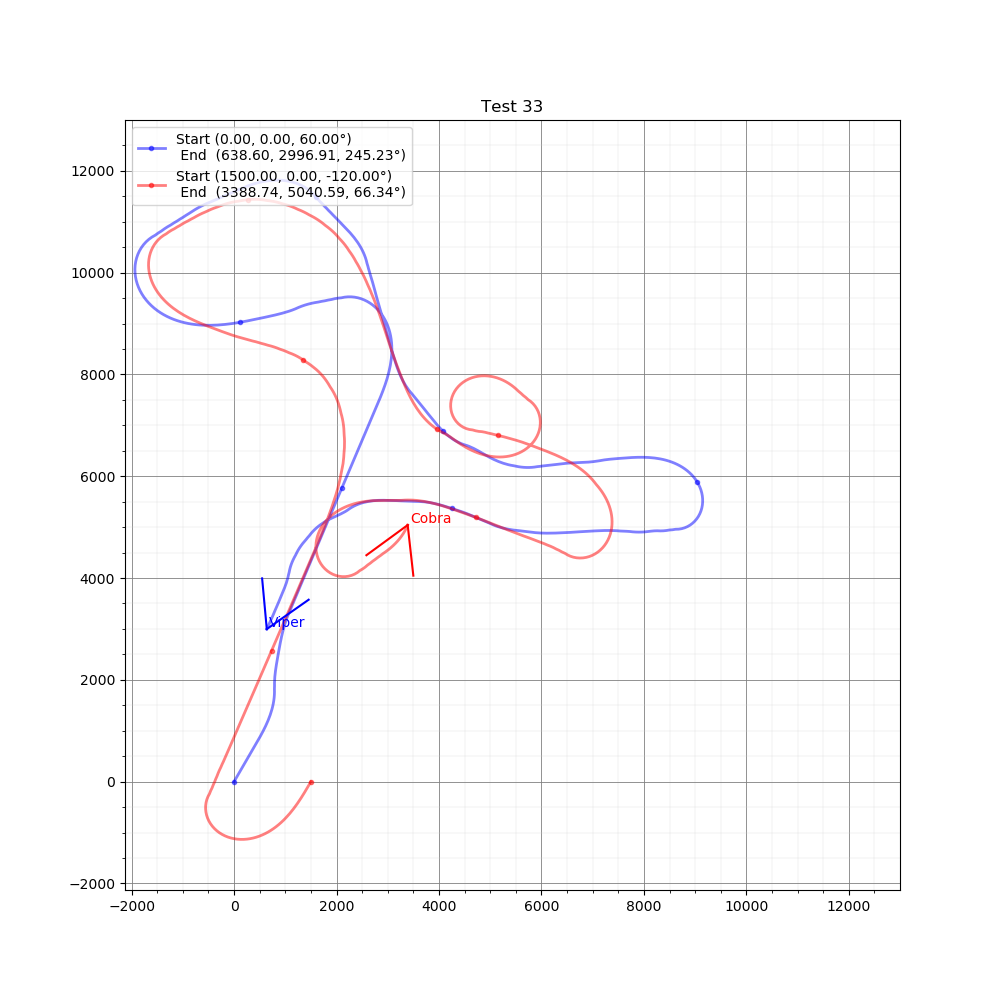 Test 33
Start (0.00, 0.00, 60.00°)
End (638.60, 2996.91, 245.23°)
Start (1500.00, 0.00, -120.00°)
End (3388.74, 5040.59, 66.34°)
12000
10000
8000
6000
4000
2000
0
−2000
Cobra
Viper
−2000 0 2000 4000 6000 8000 10000 12000